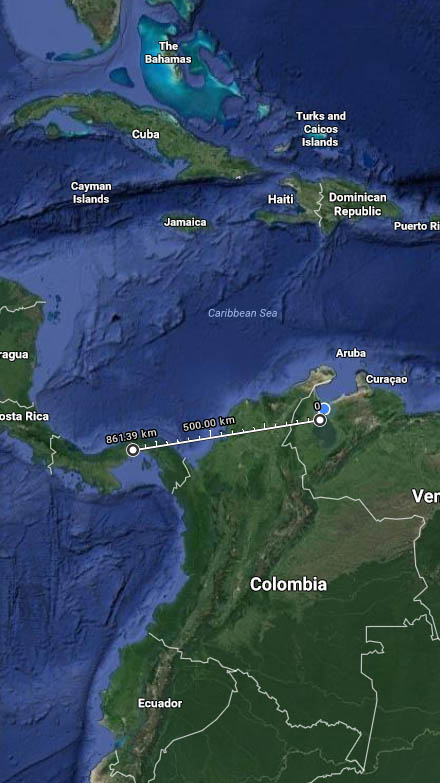 The
Bahamas
Turks and
Caicos
Islands
Cuba
Cayman
Islands
Haiti
Dominican
Republic
Jamaica
Puerto Ri
Caribbean Sea
ragua
Aruba
Curaçao
0
osta Rica
500.00 km
861.39 km
Ven
Colombia
Ecuador